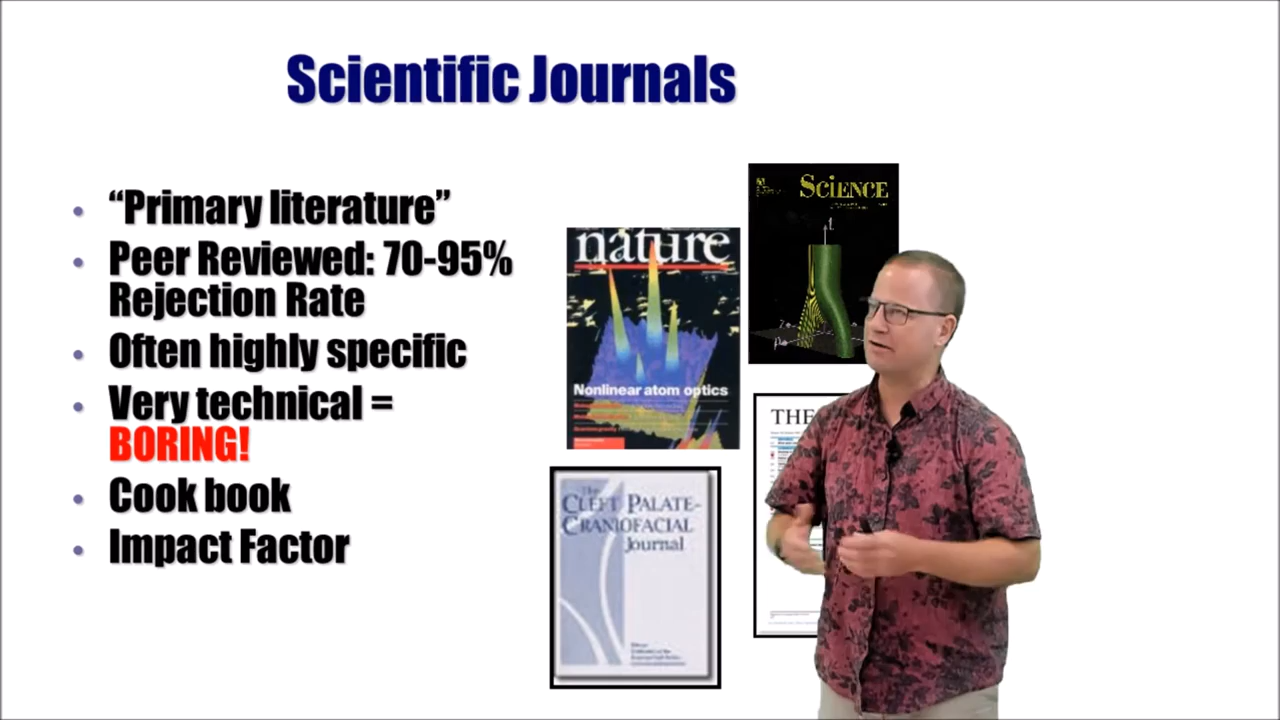 Scientific Journals
• “Primary literature”
• Peer Reviewed: 70-95%
Rejection Rate
• Often highly specific
• Very technical =
BORING!
• Cook book
• Impact Factor
nature
Nonlinear atom optics
SCIENCE
THE
The
CLEFT PALATE-
CRANIOFACIAL
Journal